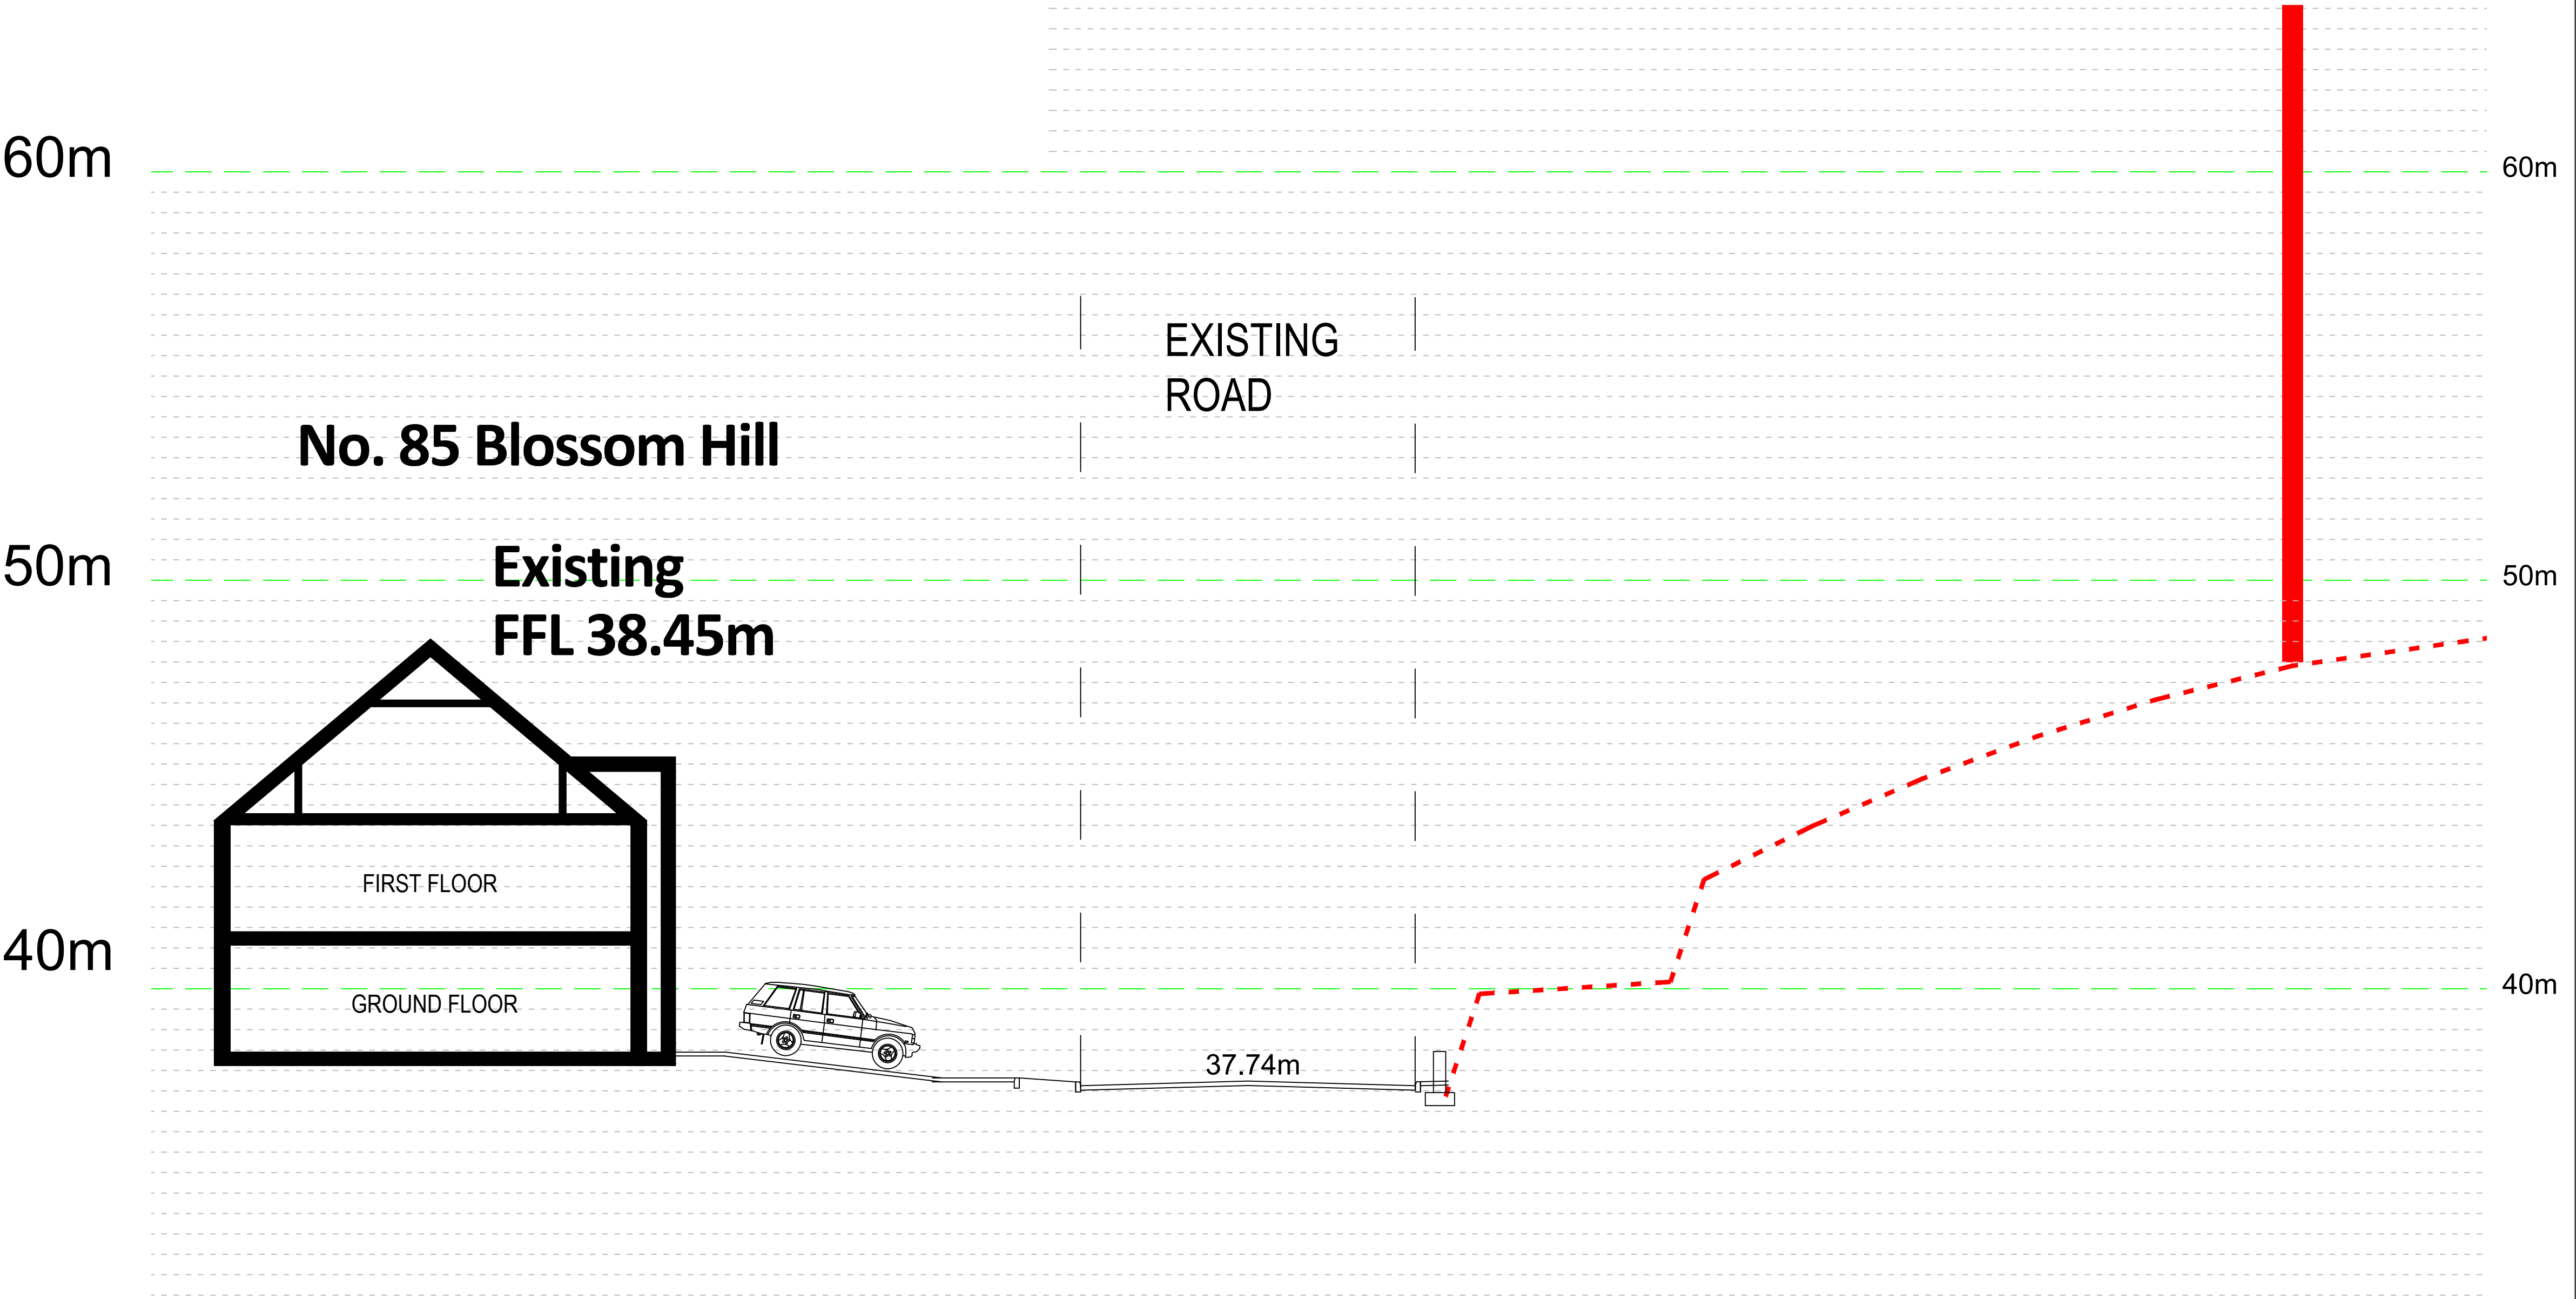 60m
60m
EXISTING
ROAD
No. 85 Blossom Hill
Existing
FFL 38.45m
50m
50m
FIRST FLOOR
40m
40m
GROUND FLOOR
37.74m